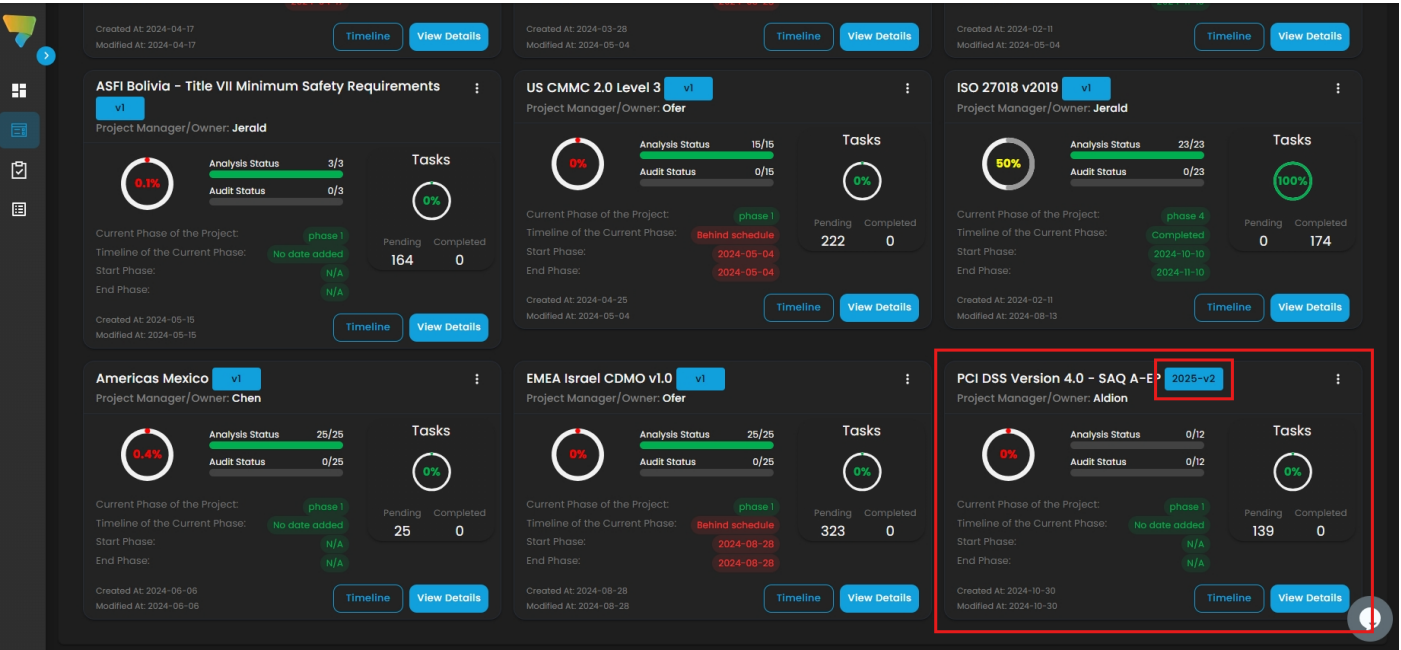 Created At: 2024-04-17
Modified At: 2024-04-17
Timeline
View Details
Created At: 2024-03-28
Modified At: 2024-05-04
Timeline
View Details
Created At: 2024-02-11
Modified At: 2024-05-04
Timeline
View Details
ASFI Bolivia - Title VII Minimum Safety Requirements
v1
Project Manager/Owner: Jerald
0.1%
Analysis Status 3/3
Audit Status 0/3
Tasks
0%
Pending Completed
164 0
Current Phase of the Project: phase 1
Timeline of the Current Phase: No date added
Start Phase: N/A
End Phase: N/A
Created At: 2024-05-15
Modified At: 2024-05-15
Timeline
View Details
US CMMC 2.0 Level 3 v1
Project Manager/Owner: Ofer
0%
Analysis Status 15/15
Audit Status 0/15
Tasks
0%
Pending Completed
222 0
Current Phase of the Project: phase 1
Timeline of the Current Phase: Behind schedule
Start Phase: 2024-05-04
End Phase: 2024-05-04
Created At: 2024-04-25
Modified At: 2024-05-04
Timeline
View Details
ISO 27018 v2019 v1
Project Manager/Owner: Jerald
50%
Analysis Status 23/23
Audit Status 0/23
Tasks
100%
Pending Completed
0 174
Current Phase of the Project: phase 4
Timeline of the Current Phase: Completed
Start Phase: 2024-10-10
End Phase: 2024-11-10
Created At: 2024-02-11
Modified At: 2024-08-13
Timeline
View Details
Americas Mexico v1
Project Manager/Owner: Chen
0.4%
Analysis Status 25/25
Audit Status 0/25
Tasks
0%
Pending Completed
25 0
Current Phase of the Project: phase 1
Timeline of the Current Phase: No date added
Start Phase: N/A
End Phase: N/A
Created At: 2024-06-06
Modified At: 2024-06-06
Timeline
View Details
EMEA Israel CDMO v1.0 v1
Project Manager/Owner: Ofer
0%
Analysis Status 25/25
Audit Status 0/25
Tasks
0%
Pending Completed
323 0
Current Phase of the Project: phase 1
Timeline of the Current Phase: Behind schedule
Start Phase: 2024-08-28
End Phase: 2024-08-28
Created At: 2024-08-28
Modified At: 2024-08-28
Timeline
View Details
PCI DSS Version 4.0 - SAQ A-EP 2025-v2
Project Manager/Owner: Aldion
0%
Analysis Status 0/12
Audit Status 0/12
Tasks
0%
Pending Completed
139 0
Current Phase of the Project: phase 1
Timeline of the Current Phase: No date added
Start Phase: N/A
End Phase: N/A
Created At: 2024-10-30
Modified At: 2024-10-30
Timeline
View Details